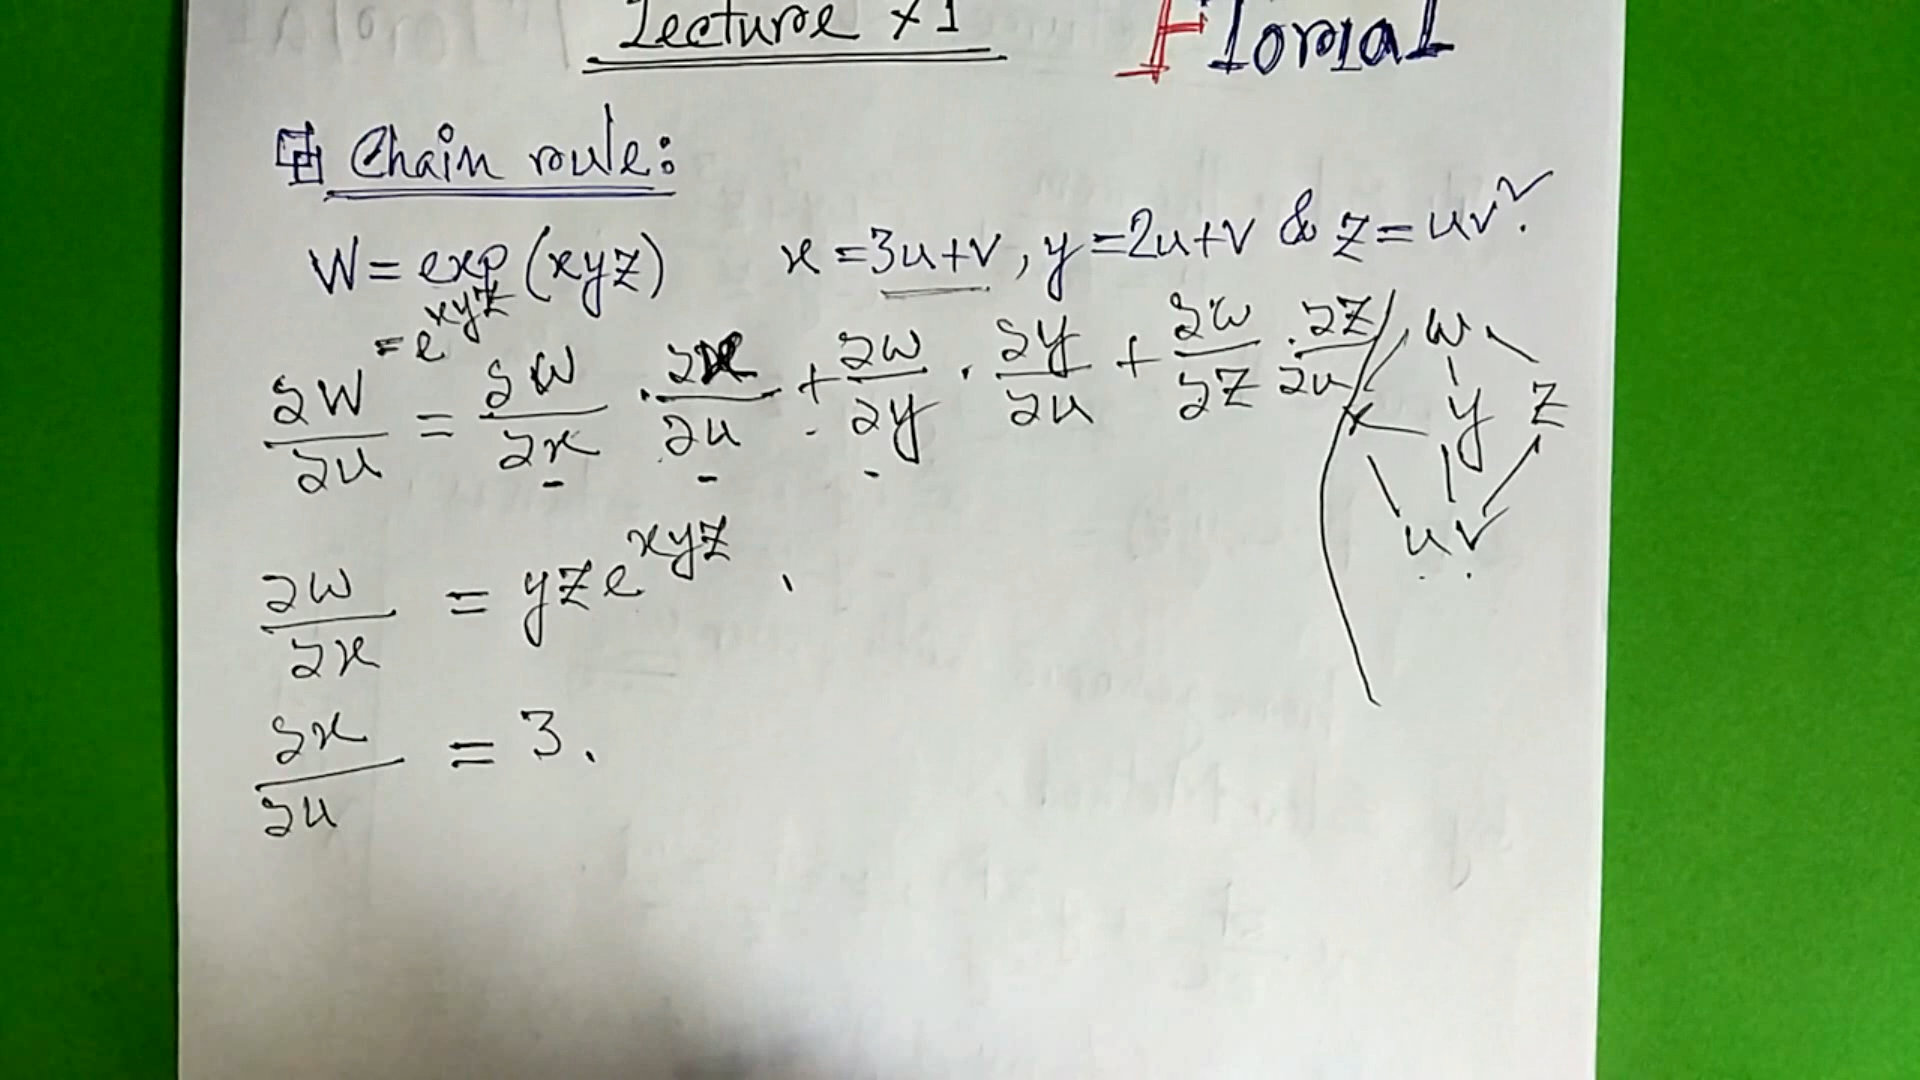 Lecture x1
Florial
Chain rule:
W = exp(xyz)
x = 3u+v, y = 2u+v & z = uv².
= e^xyz
∂W/∂u = ∂W/∂x · ∂x/∂u + ∂w/∂y · ∂y/∂u + ∂w/∂z · ∂z/∂u
w
x y z
u v
∂w/∂x = yze^xyz,
∂x/∂u = 3.